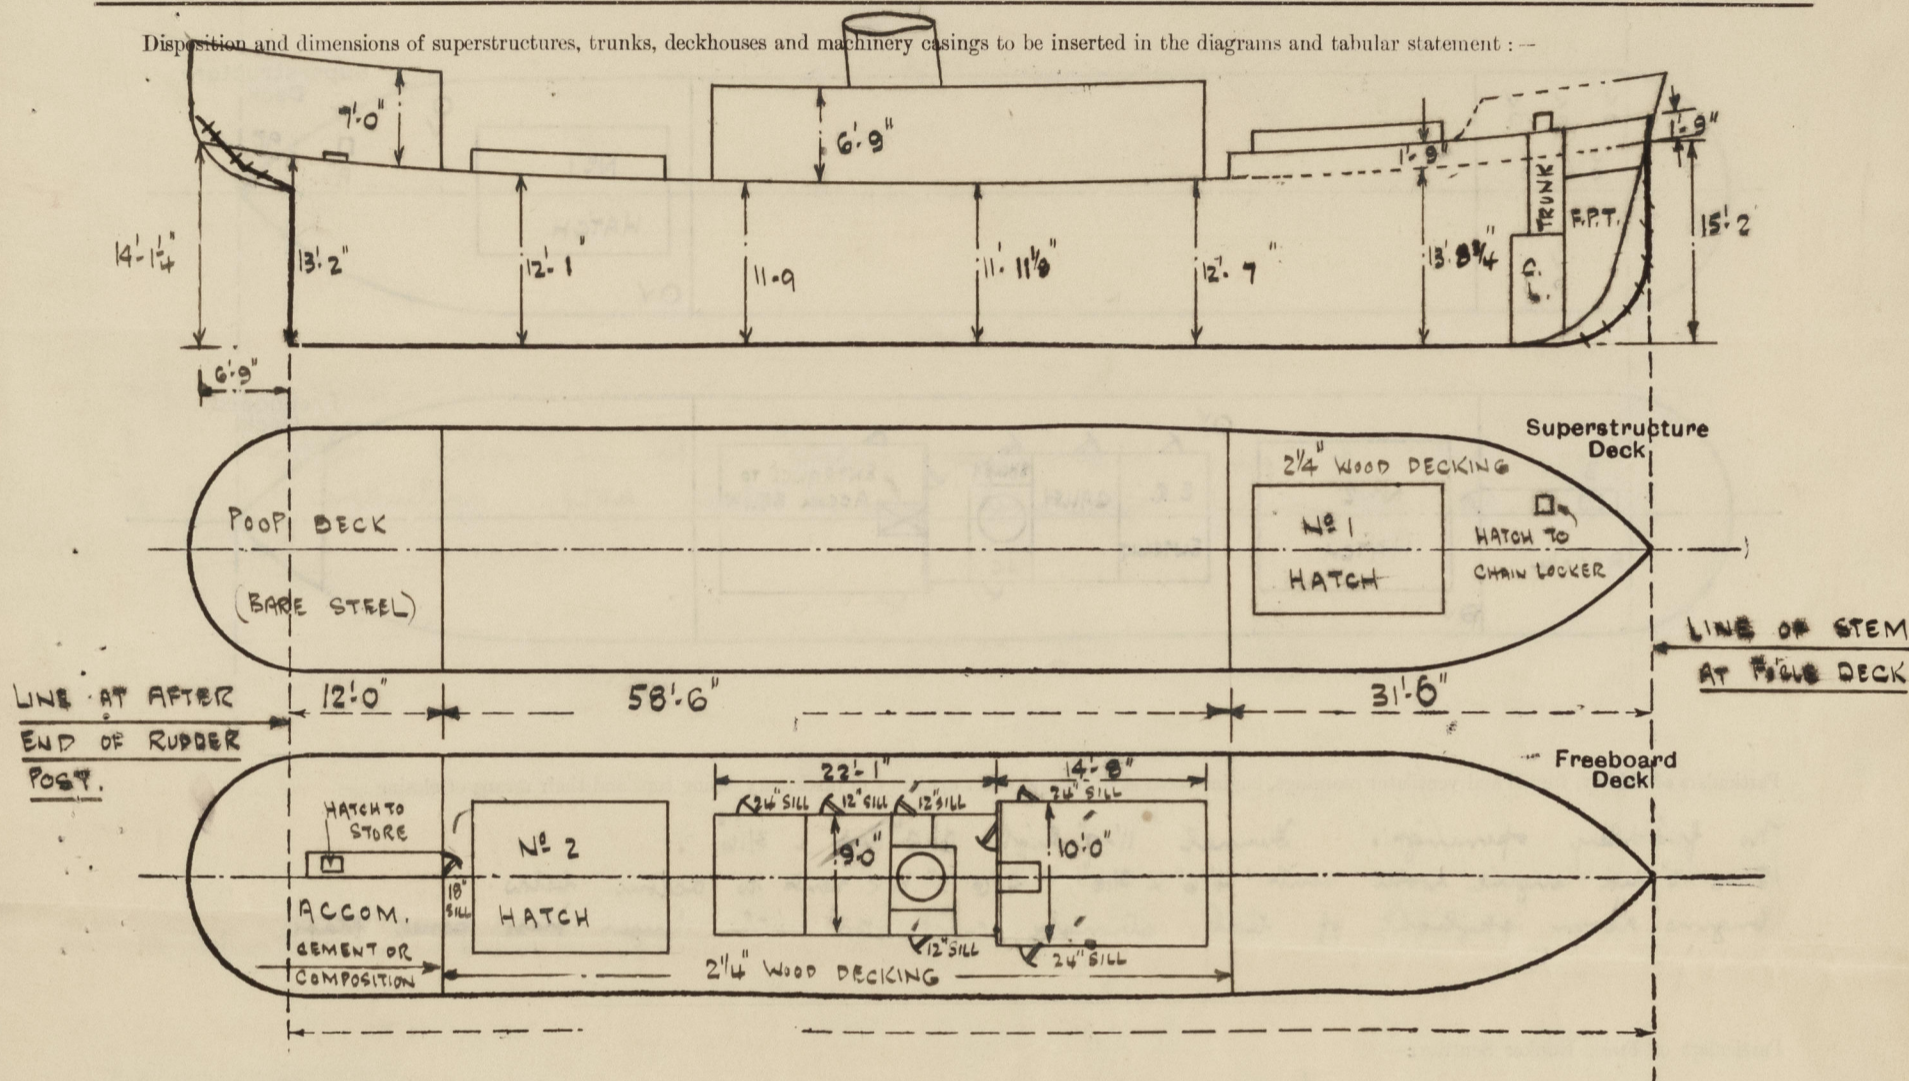 Disposition and dimensions of superstructures, trunks, deckhouses and machinery casings to be inserted in the diagrams and tabular statement : —
7'-0"
6'-9"
1'-9"
1'-9"
TRUNK
F.P.T.
C.
14'-1¼"
13'-2"
12'-1"
11-9
11'-11⅛"
12'-7"
13'-8¾"
15'-2
6'-9"
Superstructure
Deck
2¼" WOOD DECKING
POOP DECK
(BARE STEEL)
Nº 1
HATCH
HATCH TO
CHAIN LOCKER
LINE OF STEM
AT FO'CLE DECK
LINE AT AFTER
END OF RUDDER
POST.
12'-0"
58'-6"
31'-6"
Freeboard
Deck
22'-1"
14'-8"
24" SILL
12" SILL
12" SILL
24" SILL
HATCH TO
STORE
Nº 2
HATCH
9'-0"
10'-0"
18"
SILL
ACCOM.
CEMENT OR
COMPOSITION
12" SILL
24" SILL
2¼" WOOD DECKING